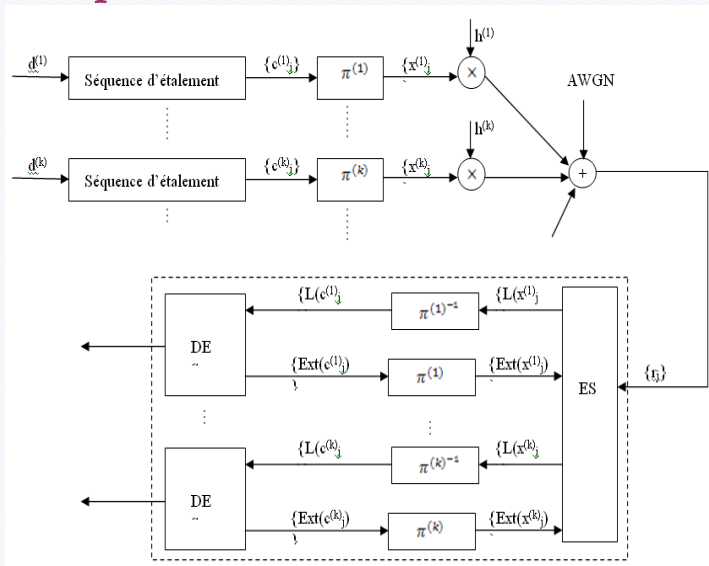 h⁽¹⁾
d⁽¹⁾
Séquence d'étalement
{c⁽¹⁾ⱼ}
π⁽¹⁾
{x⁽¹⁾ⱼ
×
AWGN
h⁽ᵏ⁾
d⁽ᵏ⁾
Séquence d'étalement
{c⁽ᵏ⁾ⱼ}
π⁽ᵏ⁾
{x⁽ᵏ⁾ⱼ
×
+
{L(c⁽¹⁾ⱼ
π⁽¹⁾⁻¹
{L(x⁽¹⁾ⱼ
DE
{Ext(c⁽¹⁾ⱼ)
}
π⁽¹⁾
{Ext(x⁽¹⁾ⱼ)
ES
{rⱼ}
{L(c⁽ᵏ⁾ⱼ
π⁽ᵏ⁾⁻¹
{L(x⁽ᵏ⁾ⱼ
DE
{Ext(c⁽ᵏ⁾ⱼ)
}
π⁽ᵏ⁾
{Ext(x⁽ᵏ⁾ⱼ)